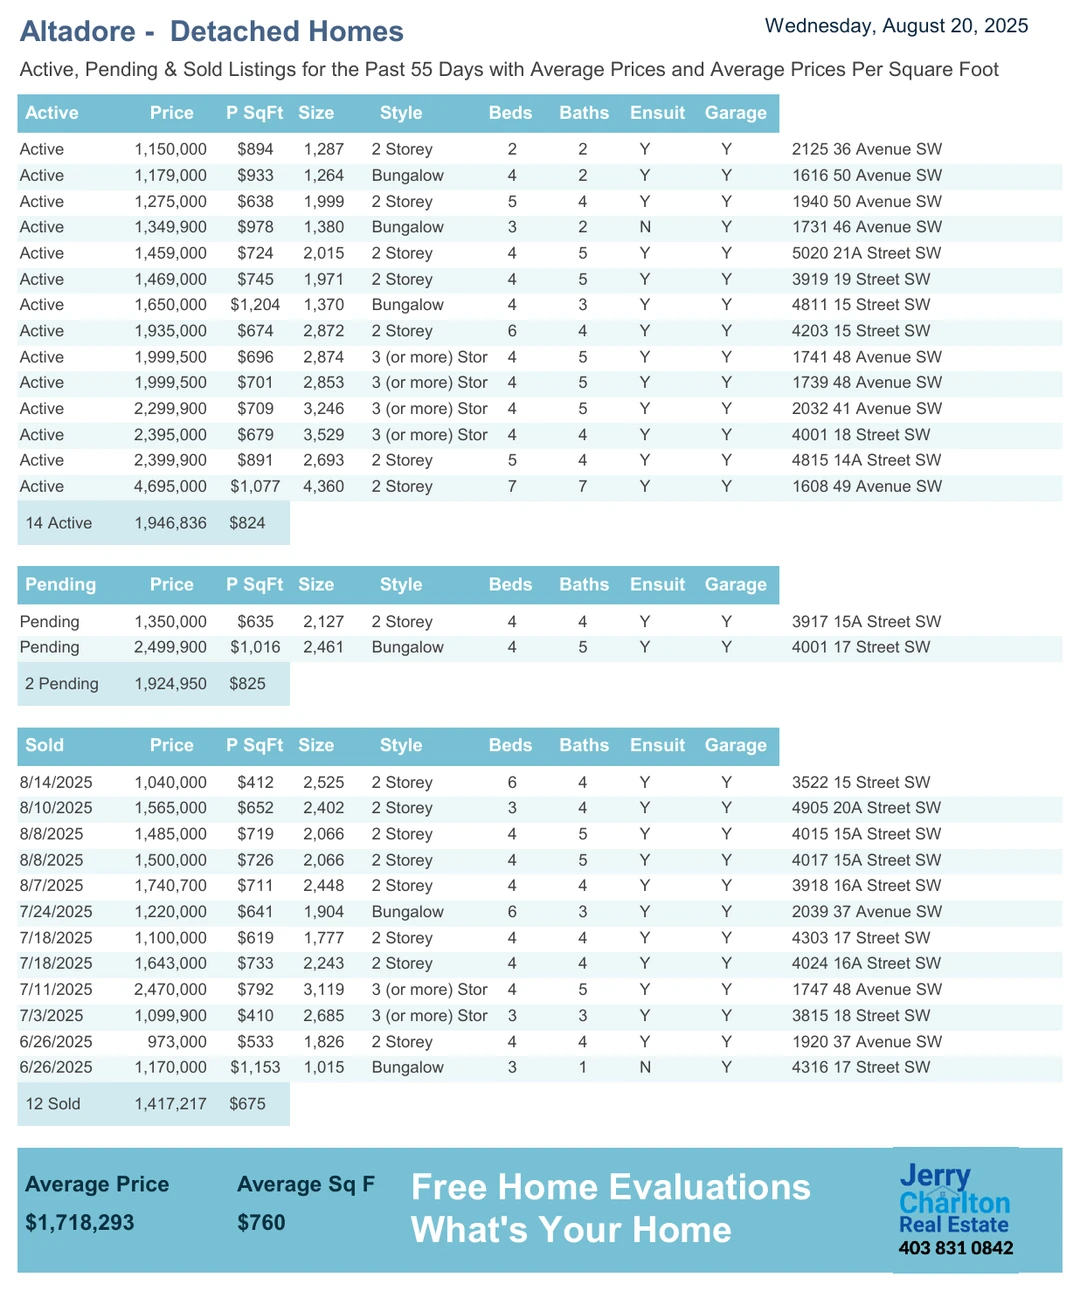 Altadore -  Detached Homes
Wednesday, August 20, 2025
Active, Pending & Sold Listings for the Past 55 Days with Average Prices and Average Prices Per Square Foot
Active Price P SqFt Size Style Beds Baths Ensuit Garage
Active 1,150,000 $894 1,287 2 Storey 2 2 Y Y 2125 36 Avenue SW
Active 1,179,000 $933 1,264 Bungalow 4 2 Y Y 1616 50 Avenue SW
Active 1,275,000 $638 1,999 2 Storey 5 4 Y Y 1940 50 Avenue SW
Active 1,349,900 $978 1,380 Bungalow 3 2 N Y 1731 46 Avenue SW
Active 1,459,000 $724 2,015 2 Storey 4 5 Y Y 5020 21A Street SW
Active 1,469,000 $745 1,971 2 Storey 4 5 Y Y 3919 19 Street SW
Active 1,650,000 $1,204 1,370 Bungalow 4 3 Y Y 4811 15 Street SW
Active 1,935,000 $674 2,872 2 Storey 6 4 Y Y 4203 15 Street SW
Active 1,999,500 $696 2,874 3 (or more) Stor 4 5 Y Y 1741 48 Avenue SW
Active 1,999,500 $701 2,853 3 (or more) Stor 4 5 Y Y 1739 48 Avenue SW
Active 2,299,900 $709 3,246 3 (or more) Stor 4 5 Y Y 2032 41 Avenue SW
Active 2,395,000 $679 3,529 3 (or more) Stor 4 4 Y Y 4001 18 Street SW
Active 2,399,900 $891 2,693 2 Storey 5 4 Y Y 4815 14A Street SW
Active 4,695,000 $1,077 4,360 2 Storey 7 7 Y Y 1608 49 Avenue SW
14 Active 1,946,836 $824
Pending Price P SqFt Size Style Beds Baths Ensuit Garage
Pending 1,350,000 $635 2,127 2 Storey 4 4 Y Y 3917 15A Street SW
Pending 2,499,900 $1,016 2,461 Bungalow 4 5 Y Y 4001 17 Street SW
2 Pending 1,924,950 $825
Sold Price P SqFt Size Style Beds Baths Ensuit Garage
8/14/2025 1,040,000 $412 2,525 2 Storey 6 4 Y Y 3522 15 Street SW
8/10/2025 1,565,000 $652 2,402 2 Storey 3 4 Y Y 4905 20A Street SW
8/8/2025 1,485,000 $719 2,066 2 Storey 4 5 Y Y 4015 15A Street SW
8/8/2025 1,500,000 $726 2,066 2 Storey 4 5 Y Y 4017 15A Street SW
8/7/2025 1,740,700 $711 2,448 2 Storey 4 4 Y Y 3918 16A Street SW
7/24/2025 1,220,000 $641 1,904 Bungalow 6 3 Y Y 2039 37 Avenue SW
7/18/2025 1,100,000 $619 1,777 2 Storey 4 4 Y Y 4303 17 Street SW
7/18/2025 1,643,000 $733 2,243 2 Storey 4 4 Y Y 4024 16A Street SW
7/11/2025 2,470,000 $792 3,119 3 (or more) Stor 4 5 Y Y 1747 48 Avenue SW
7/3/2025 1,099,900 $410 2,685 3 (or more) Stor 3 3 Y Y 3815 18 Street SW
6/26/2025 973,000 $533 1,826 2 Storey 4 4 Y Y 1920 37 Avenue SW
6/26/2025 1,170,000 $1,153 1,015 Bungalow 3 1 N Y 4316 17 Street SW
12 Sold 1,417,217 $675
Average Price Average Sq F
$1,718,293 $760
Free Home Evaluations
What's Your Home
Jerry
Charlton
Real Estate
403 831 0842